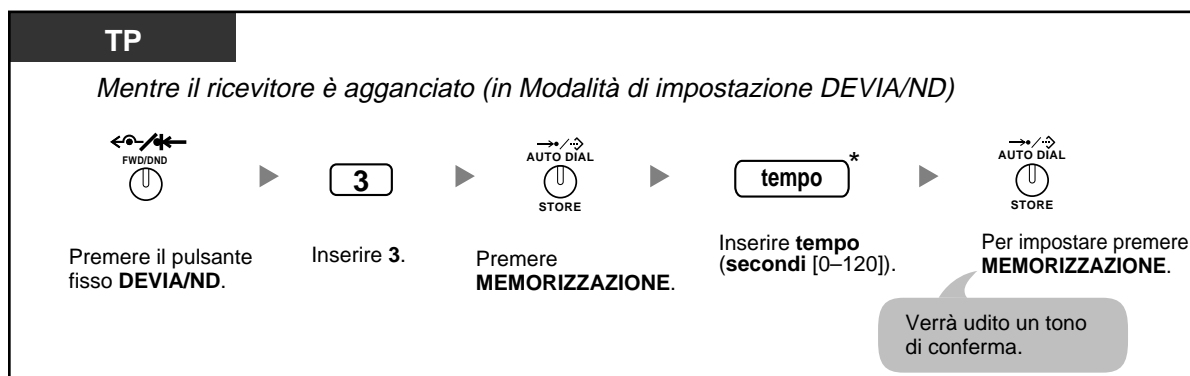 TP
Mentre il ricevitore è agganciato (in Modalità di impostazione DEVIA/ND)
FWD/DND
3
AUTO DIAL
STORE
tempo*
AUTO DIAL
STORE
Premere il pulsante
fisso DEVIA/ND.
Inserire 3.
Premere
MEMORIZZAZIONE.
Inserire tempo
(secondi [0–120]).
Per impostare premere
MEMORIZZAZIONE.
Verrà udito un tono
di conferma.